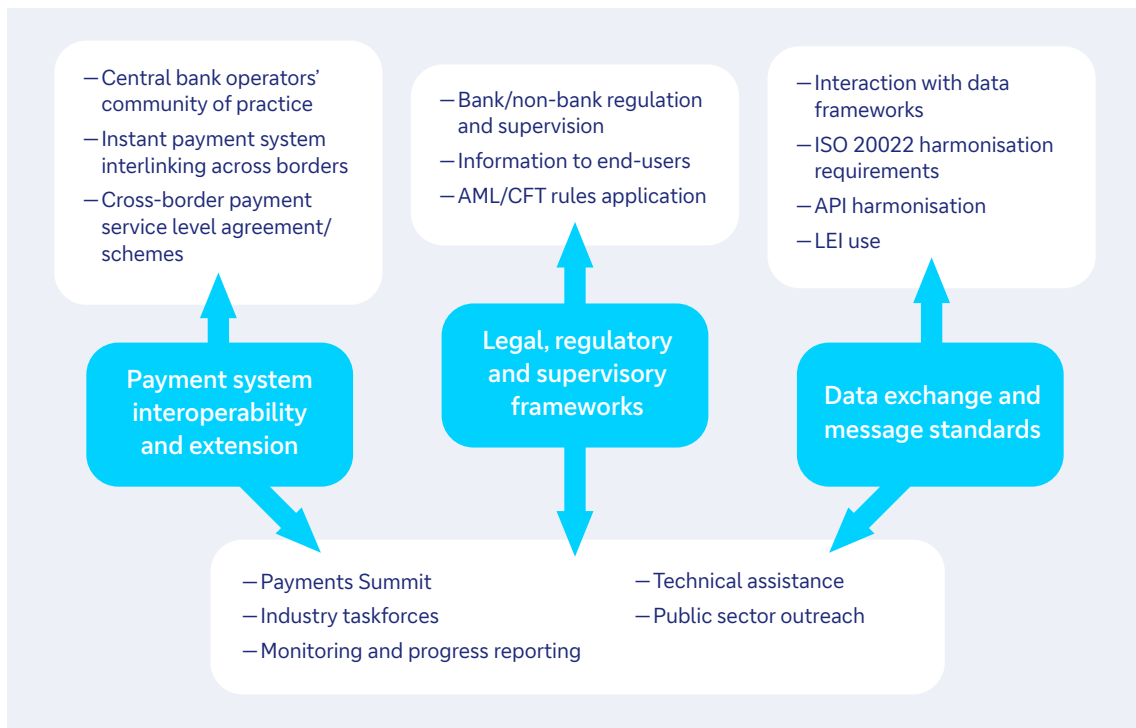 — Central bank operators’
community of practice
— Instant payment system
interlinking across borders
— Cross-border payment
service level agreement/
schemes
— Bank/non-bank regulation
and supervision
— Information to end-users
— AML/CFT rules application
— Interaction with data
frameworks
— ISO 20022 harmonisation
requirements
— API harmonisation
— LEI use
Payment system
interoperability
and extension
Legal, regulatory
and supervisory
frameworks
Data exchange and
message standards
— Payments Summit
— Industry taskforces
— Monitoring and progress reporting
— Technical assistance
— Public sector outreach